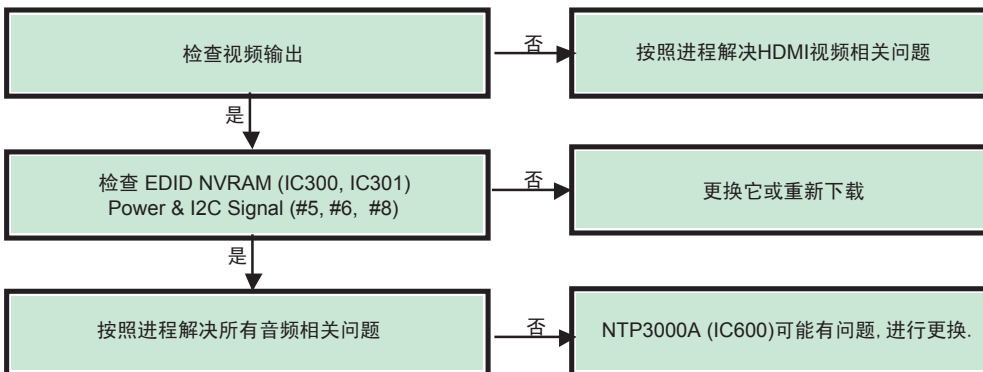 检查视频输出
否
按照进程解决HDMI视频相关问题
是
检查 EDID NVRAM (IC300, IC301)
Power & I2C Signal (#5, #6, #8)
否
更换它或重新下载
是
按照进程解决所有音频相关问题
否
NTP3000A (IC600)可能有问题, 进行更换.